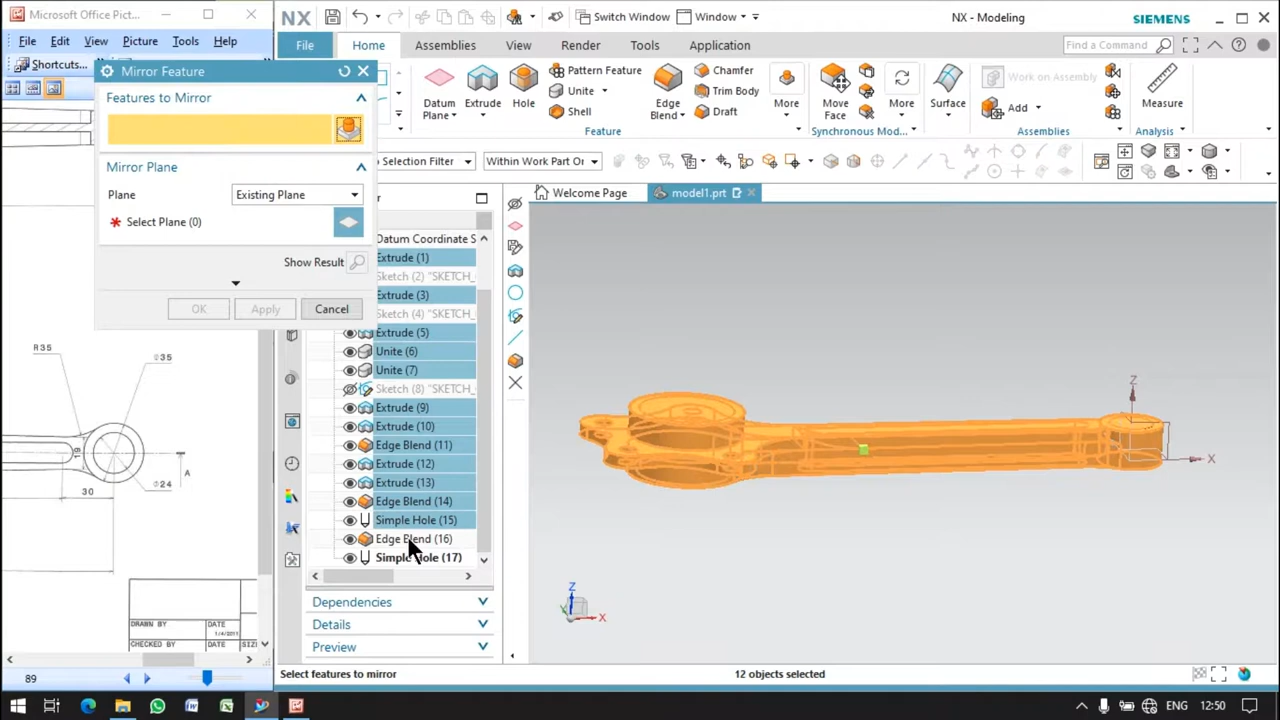 Microsoft Office Pict...
File Edit View Picture Tools Help
Shortcuts...
R35
⌀35
19
A
30
⌀24
DRAWN BY
DATE
1/4/2011
CHECKED BY
DATE
89
NX
Switch Window
Window
NX - Modeling
SIEMENS
File Home Assemblies View Render Tools Application
Find a Command
Datum Plane
Extrude
Hole
Pattern Feature
Unite
Shell
Edge Blend
Chamfer
Trim Body
Draft
More
Move Face
More
Surface
Work on Assembly
Add
Measure
Feature
Synchronous Mod...
Assemblies
Analysis
Selection Filter
Within Work Part Or
Welcome Page
model1.prt
Mirror Feature
Features to Mirror
Mirror Plane
Plane
Existing Plane
* Select Plane (0)
Show Result
OK
Apply
Cancel
Datum Coordinate S
Extrude (1)
Sketch (2) "SKETCH_
Extrude (3)
Sketch (4) "SKETCH_
Extrude (5)
Unite (6)
Unite (7)
Sketch (8) "SKETCH_
Extrude (9)
Extrude (10)
Edge Blend (11)
Extrude (12)
Extrude (13)
Edge Blend (14)
Simple Hole (15)
Edge Blend (16)
Simple Hole (17)
Dependencies
Details
Preview
Z
X
Z
Y
X
Select features to mirror
12 objects selected
ENG
12:50